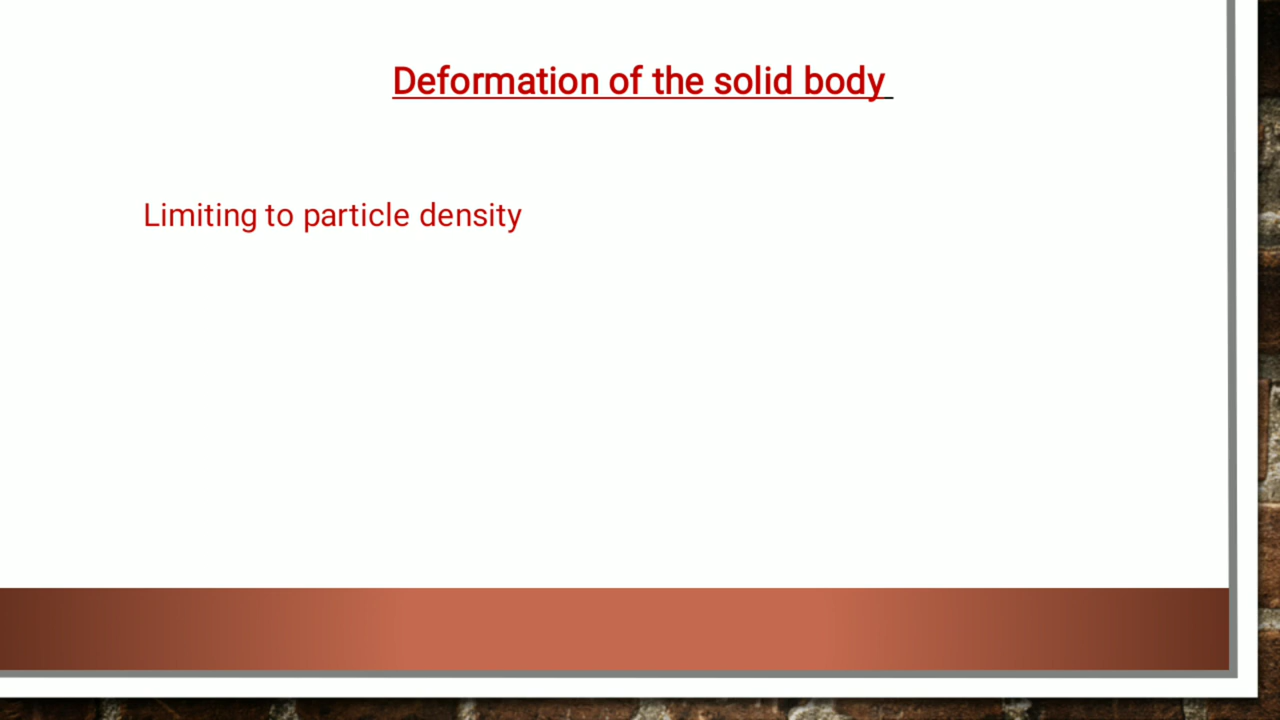 Deformation of the solid body
Limiting to particle density